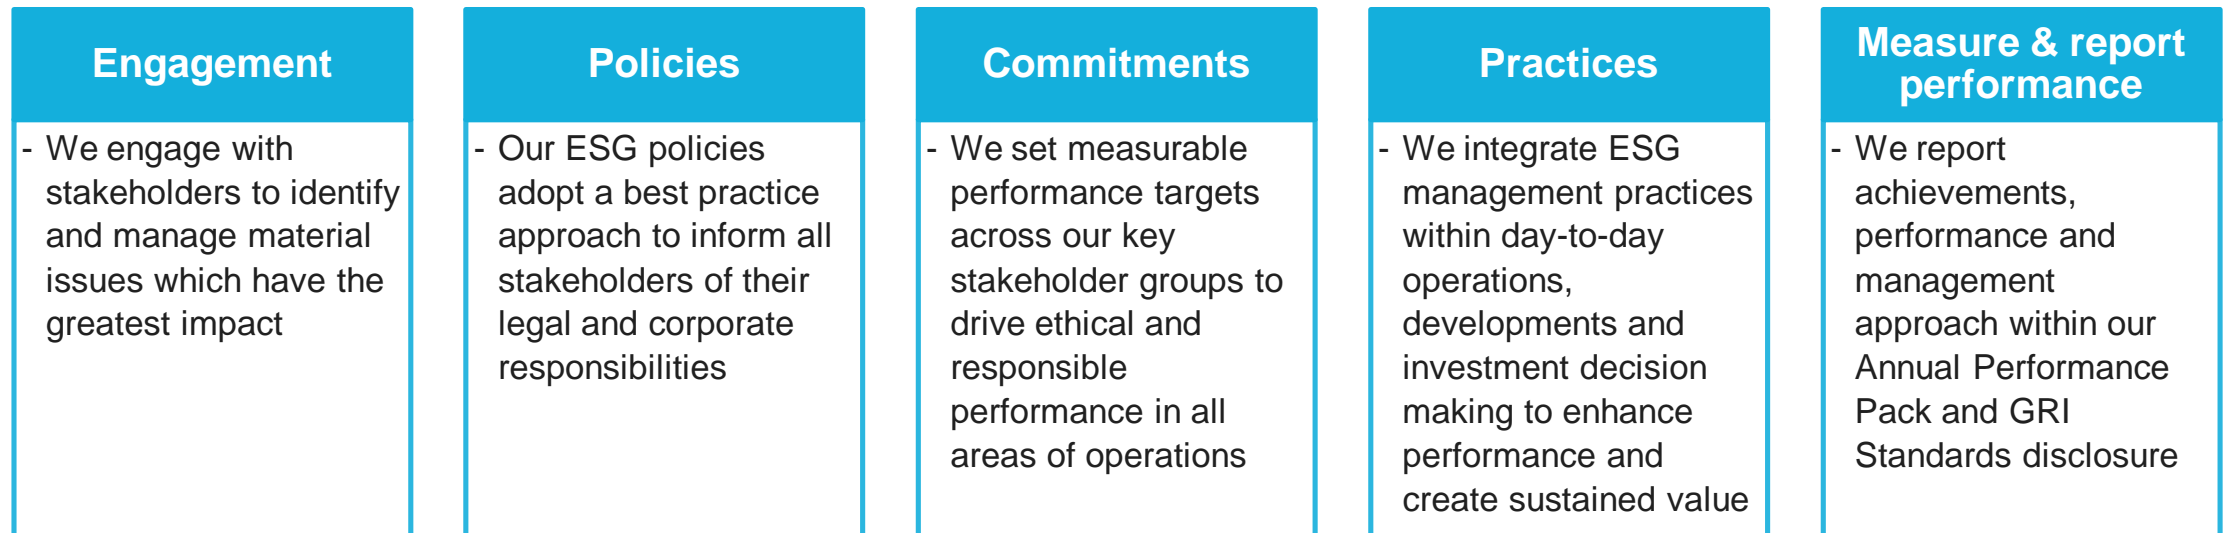 Engagement
- We engage with
stakeholders to identify
and manage material
issues which have the
greatest impact
Policies
- Our ESG policies
adopt a best practice
approach to inform all
stakeholders of their
legal and corporate
responsibilities
Commitments
- We set measurable
performance targets
across our key
stakeholder groups to
drive ethical and
responsible
performance in all
areas of operations
Practices
- We integrate ESG
management practices
within day-to-day
operations,
developments and
investment decision
making to enhance
performance and
create sustained value
Measure & report
performance
- We report
achievements,
performance and
management
approach within our
Annual Performance
Pack and GRI
Standards disclosure